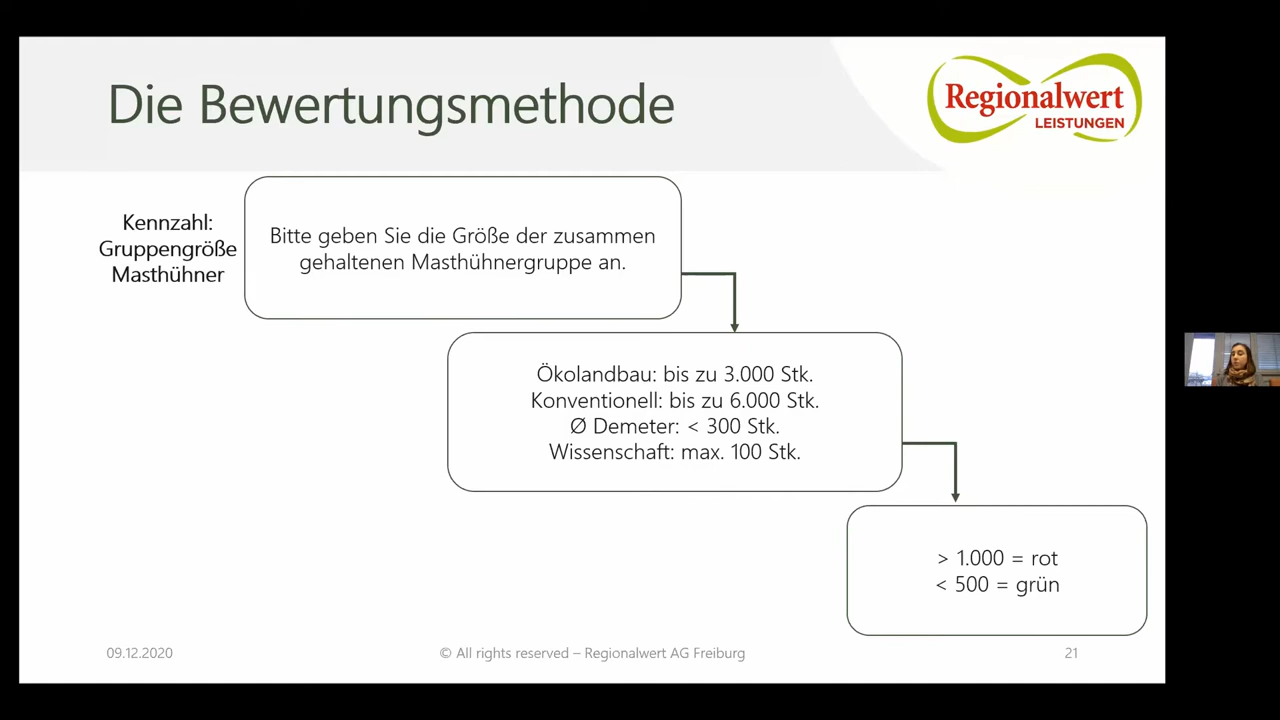 Die Bewertungsmethode
Regionalwert
LEISTUNGEN
Kennzahl:
Gruppengröße
Masthühner
Bitte geben Sie die Größe der zusammen
gehaltenen Masthühnergruppe an.
Ökolandbau: bis zu 3.000 Stk.
Konventionell: bis zu 6.000 Stk.
Ø Demeter: < 300 Stk.
Wissenschaft: max. 100 Stk.
> 1.000 = rot
< 500 = grün
09.12.2020
© All rights reserved – Regionalwert AG Freiburg
21